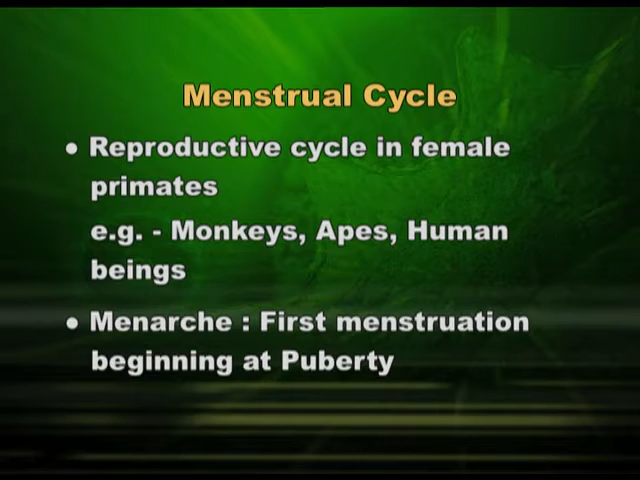 Menstrual Cycle
● Reproductive cycle in female
primates
e.g. - Monkeys, Apes, Human
beings
● Menarche : First menstruation
beginning at Puberty